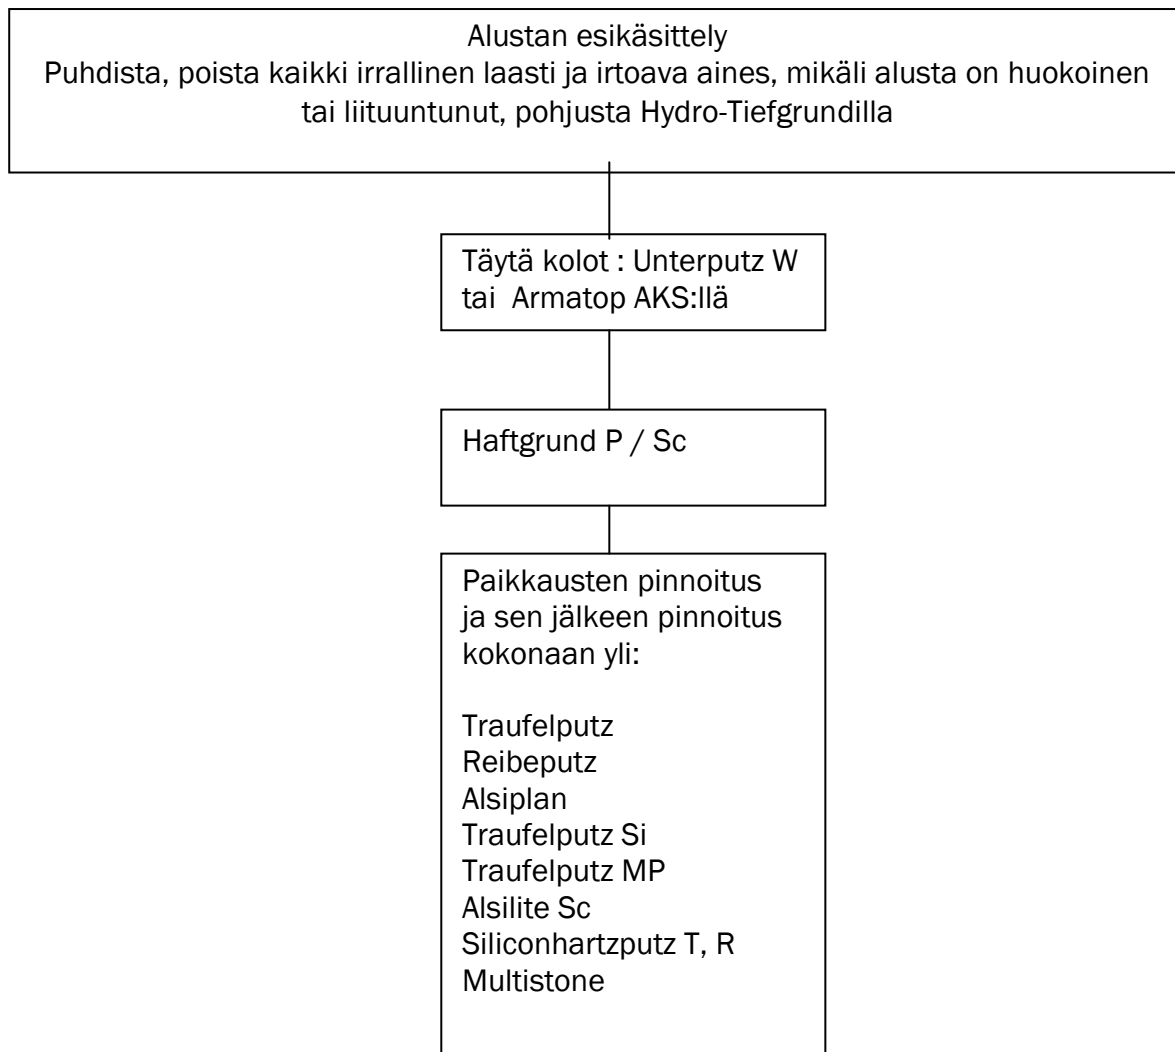 Alustan esikäsittely
Puhdista, poista kaikki irrallinen laasti ja irtoava aines, mikäli alusta on huokoinen
tai liituuntunut, pohjusta Hydro-Tiefgrundilla
Täytä kolot : Unterputz W
tai Armatop AKS:llä
Haftgrund P / Sc
Paikkausten pinnoitus
ja sen jälkeen pinnoitus
kokonaan yli:
Traufelputz
Reibeputz
Alsiplan
Traufelputz Si
Traufelputz MP
Alsilite Sc
Siliconhartzputz T, R
Multistone